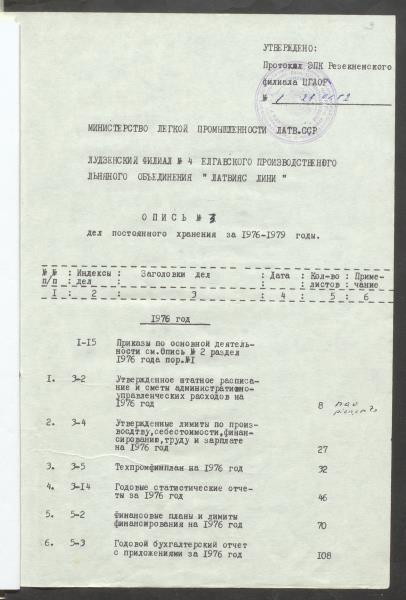 УТВЕРЖДЕНО:
Протокол ЭПК Резекненского
филиала ЦГАОР
№ 1
МИНИСТЕРСТВО ЛЕГКОЙ ПРОМЫШЛЕННОСТИ ЛАТВ.ССР
ЛУДЗЕНСКИЙ ФИЛИАЛ № 4 ЕЛГАВСКОГО ПРОИЗВОДСТВЕННОГО
ЛЬНЯНОГО ОБЪЕДИНЕНИЯ " ЛАТВИЯС ЛИНИ "
О П И С Ь № 3
дел постоянного хранения за 1976-1979 годы.
№ № : Индексы : Заголовки дел : Дата : Кол-во : Приме-
п/п : дел : : : листов : чание
1 : 2 : 3 : 4 : 5 : 6
1976 год
I-I5 Приказы по основной деятель-
ности см.Опись № 2 раздел
1976 года пор.№I
I. 3-2 Утвержденное штатное расписа-
ние и сметы административно-
управленческих расходов на
1976 год 8
2. 3-4 Утвержденные лимиты по произ-
воодтву,себестоимости,финан-
сированию,труду и зарплате
на 1976 год 27
3. 3-5 Техпромфинплан на 1976 год 32
4. 3-I4 Годовые статистические отче-
ты за 1976 год 46
5. 5-2 Финансовые планы и лимиты
финансирования на 1976 год 70
6. 5-3 Годовой бухгалтерский отчет
с приложениями за 1976 год 108